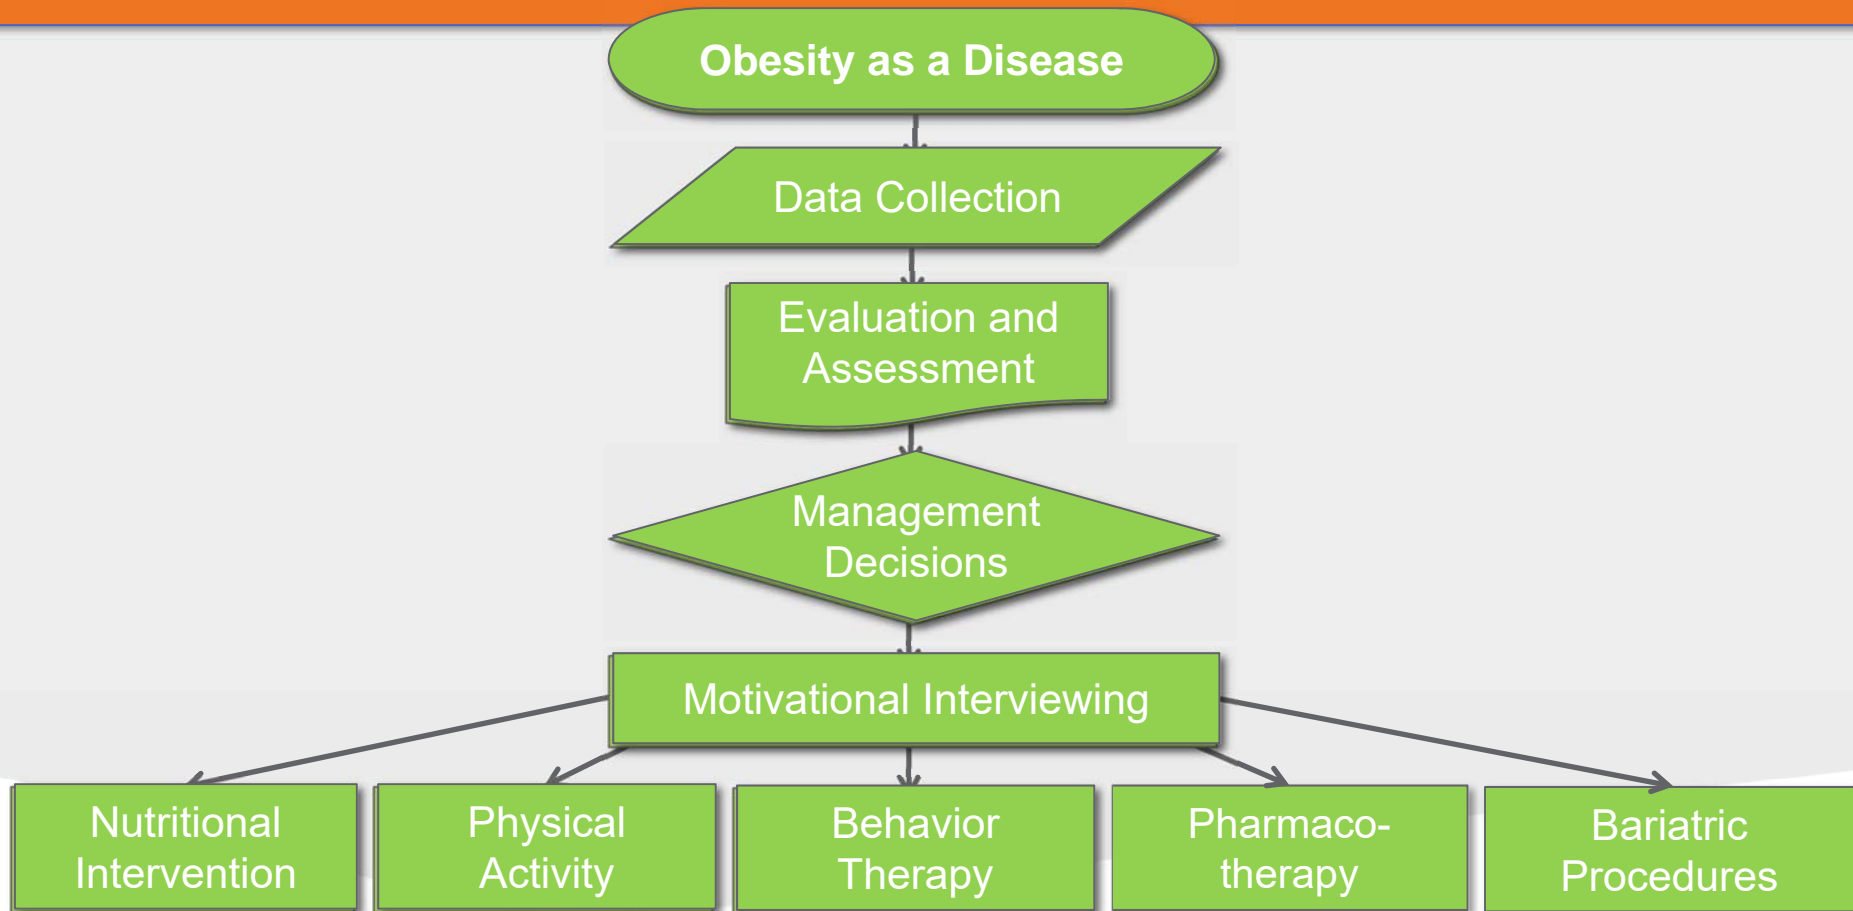 Obesity as a Disease
Data Collection
Evaluation and
Assessment
Management
Decisions
Motivational Interviewing
Nutritional
Intervention
Physical
Activity
Behavior
Therapy
Pharmaco-
therapy
Bariatric
Procedures